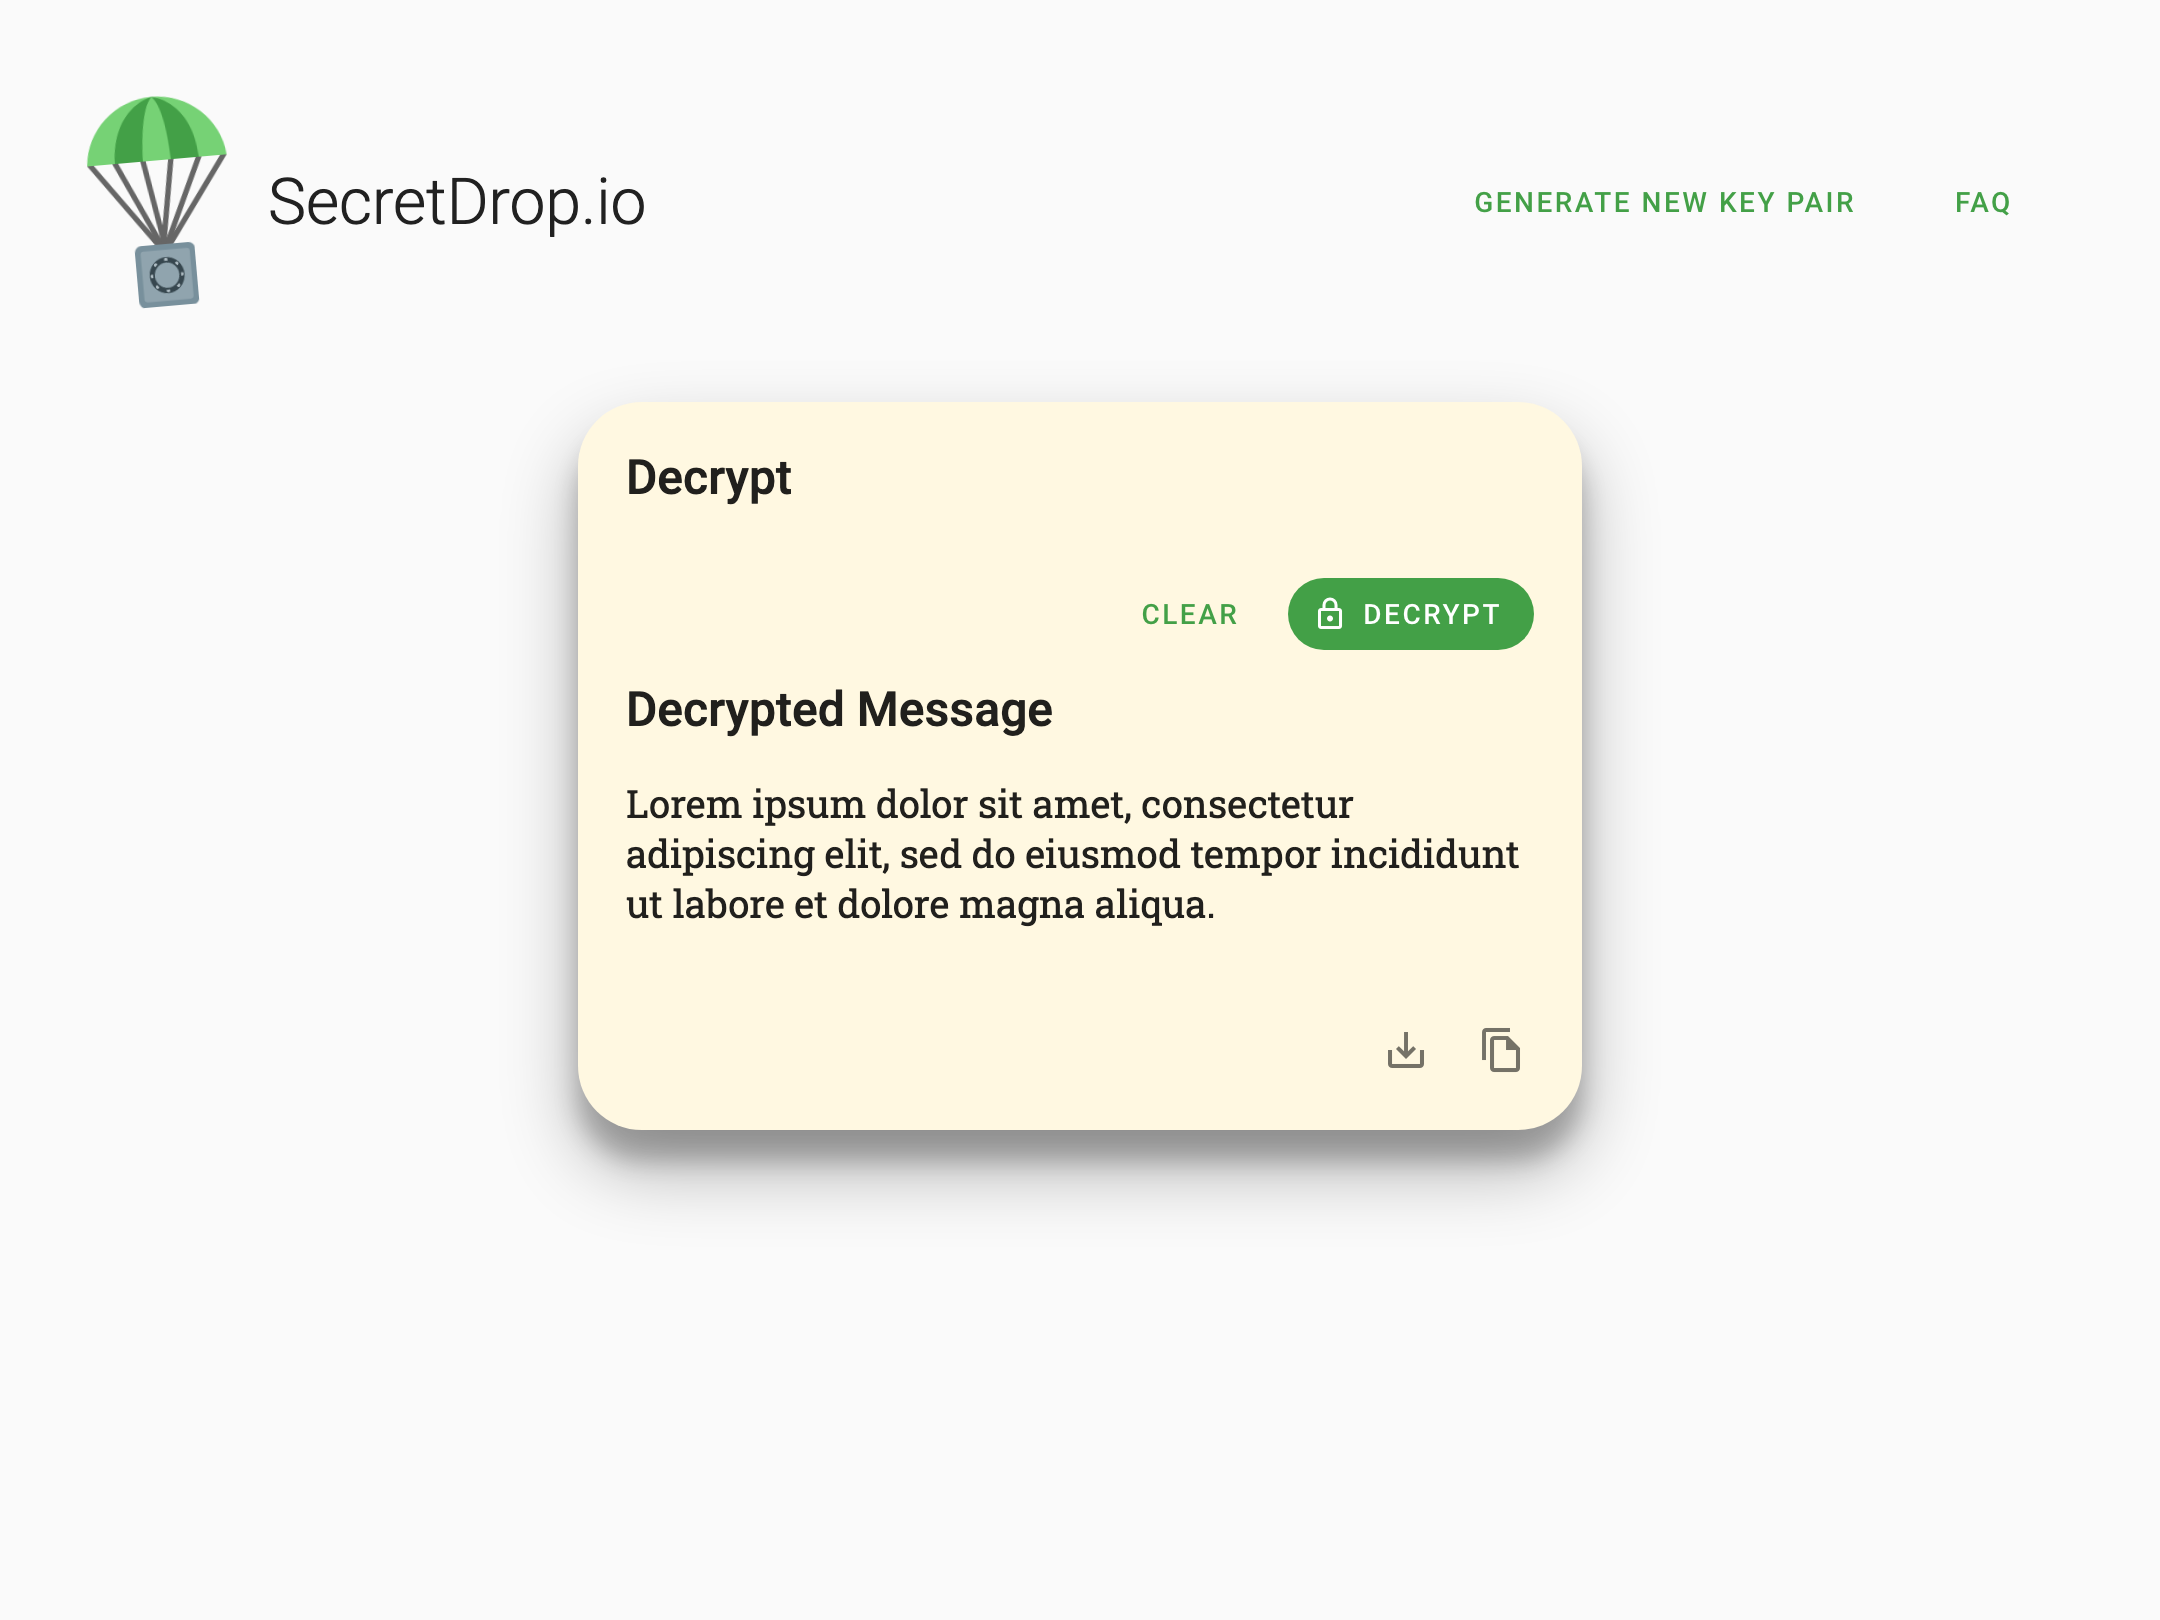 SecretDrop.io
GENERATE NEW KEY PAIR
FAQ
Decrypt
CLEAR
DECRYPT
Decrypted Message
Lorem ipsum dolor sit amet, consectetur
adipiscing elit, sed do eiusmod tempor incididunt
ut labore et dolore magna aliqua.